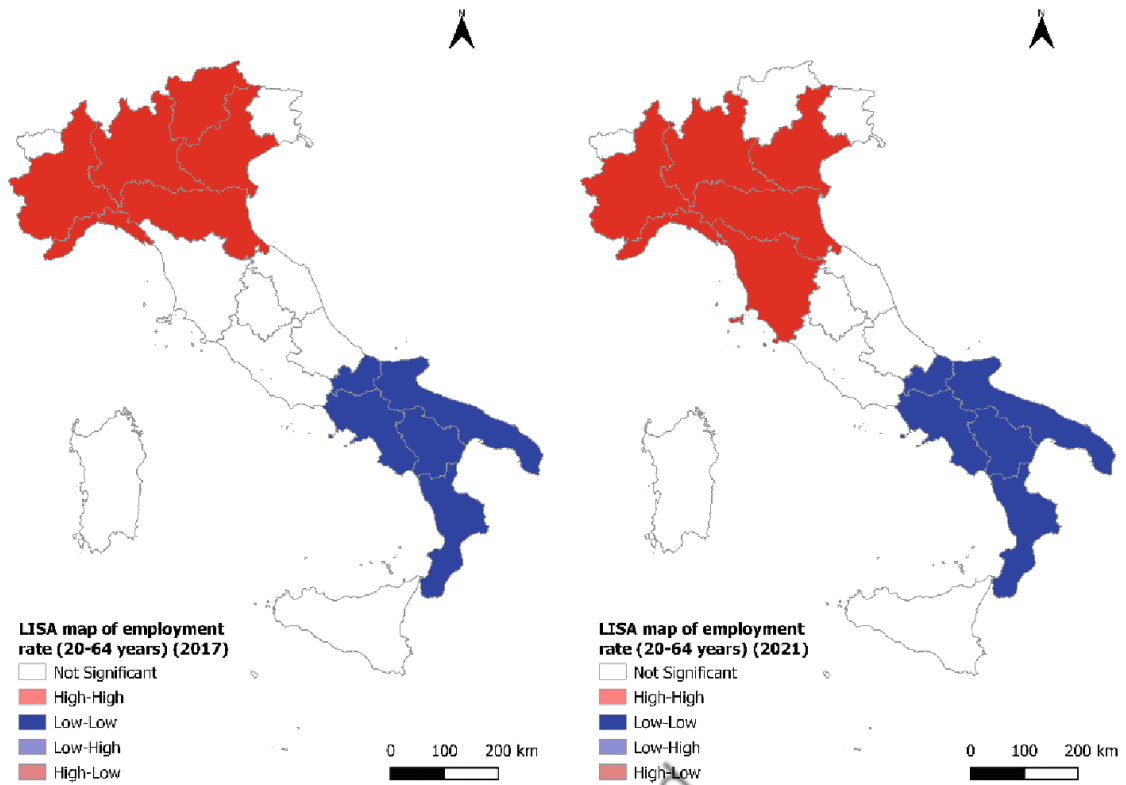 N
LISA map of employment
rate (20-64 years) (2017)
Not Significant
High-High
Low-Low
Low-High
High-Low
0 100 200 km
N
LISA map of employment
rate (20-64 years) (2021)
Not Significant
High-High
Low-Low
Low-High
High-Low
0 100 200 km